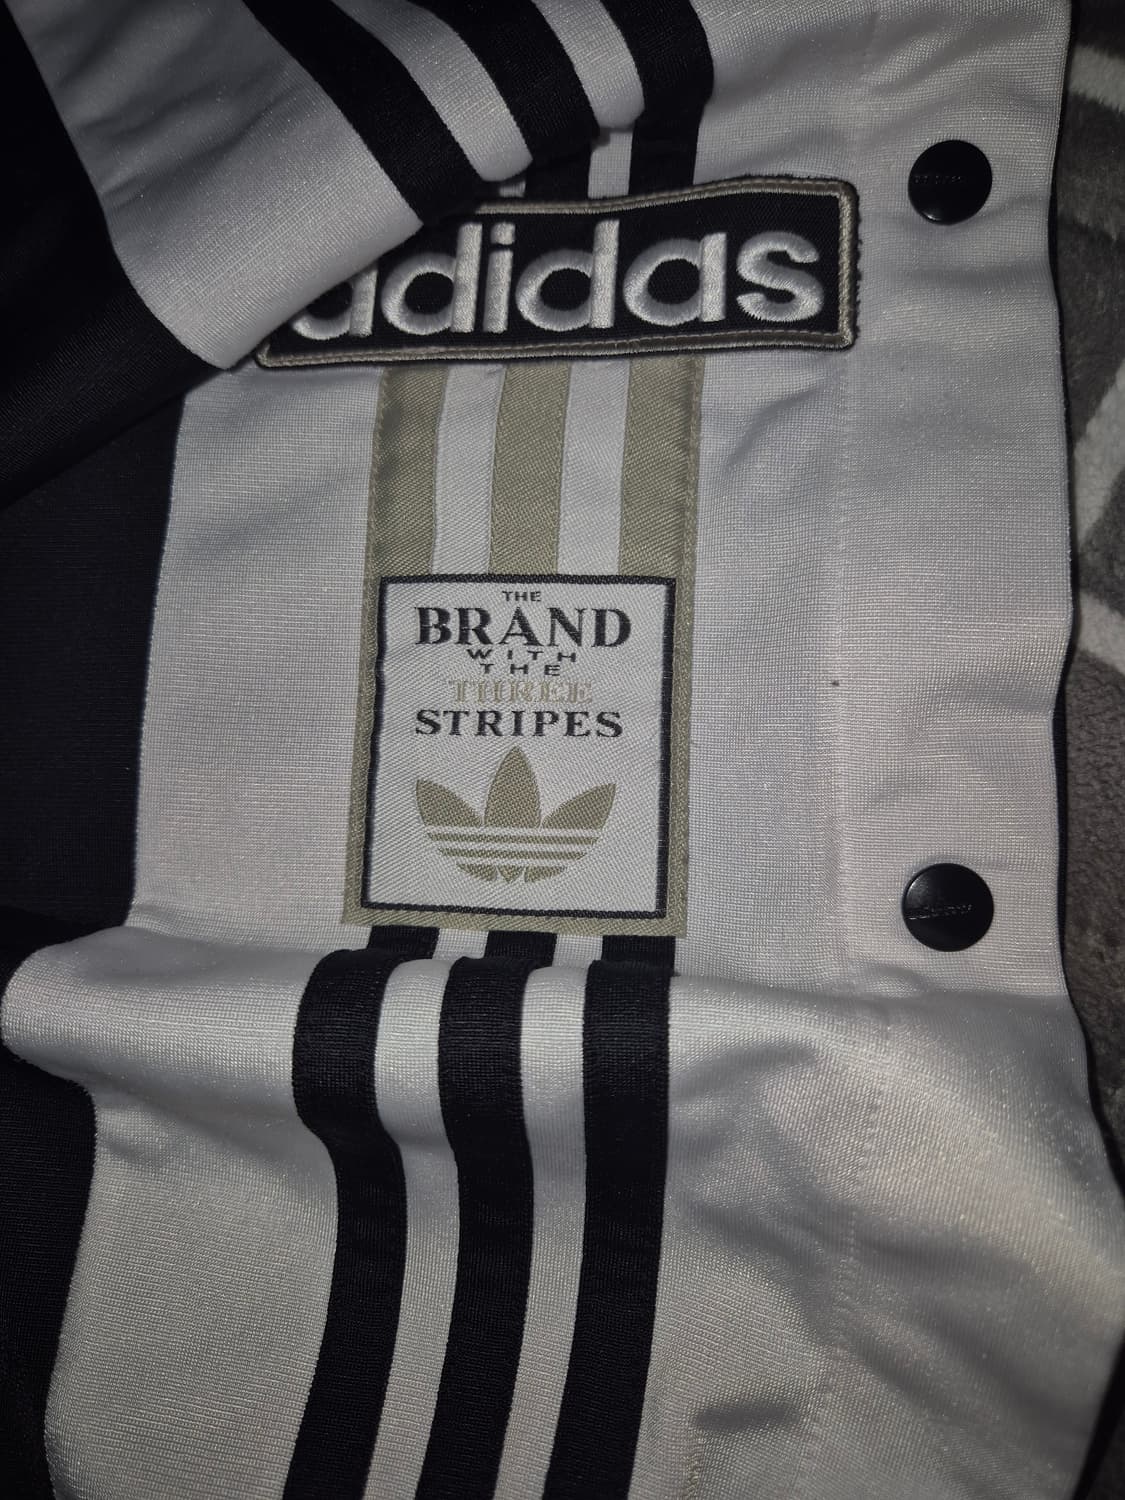 adidas
THE
BRAND
WITH
THE
THREE
STRIPES